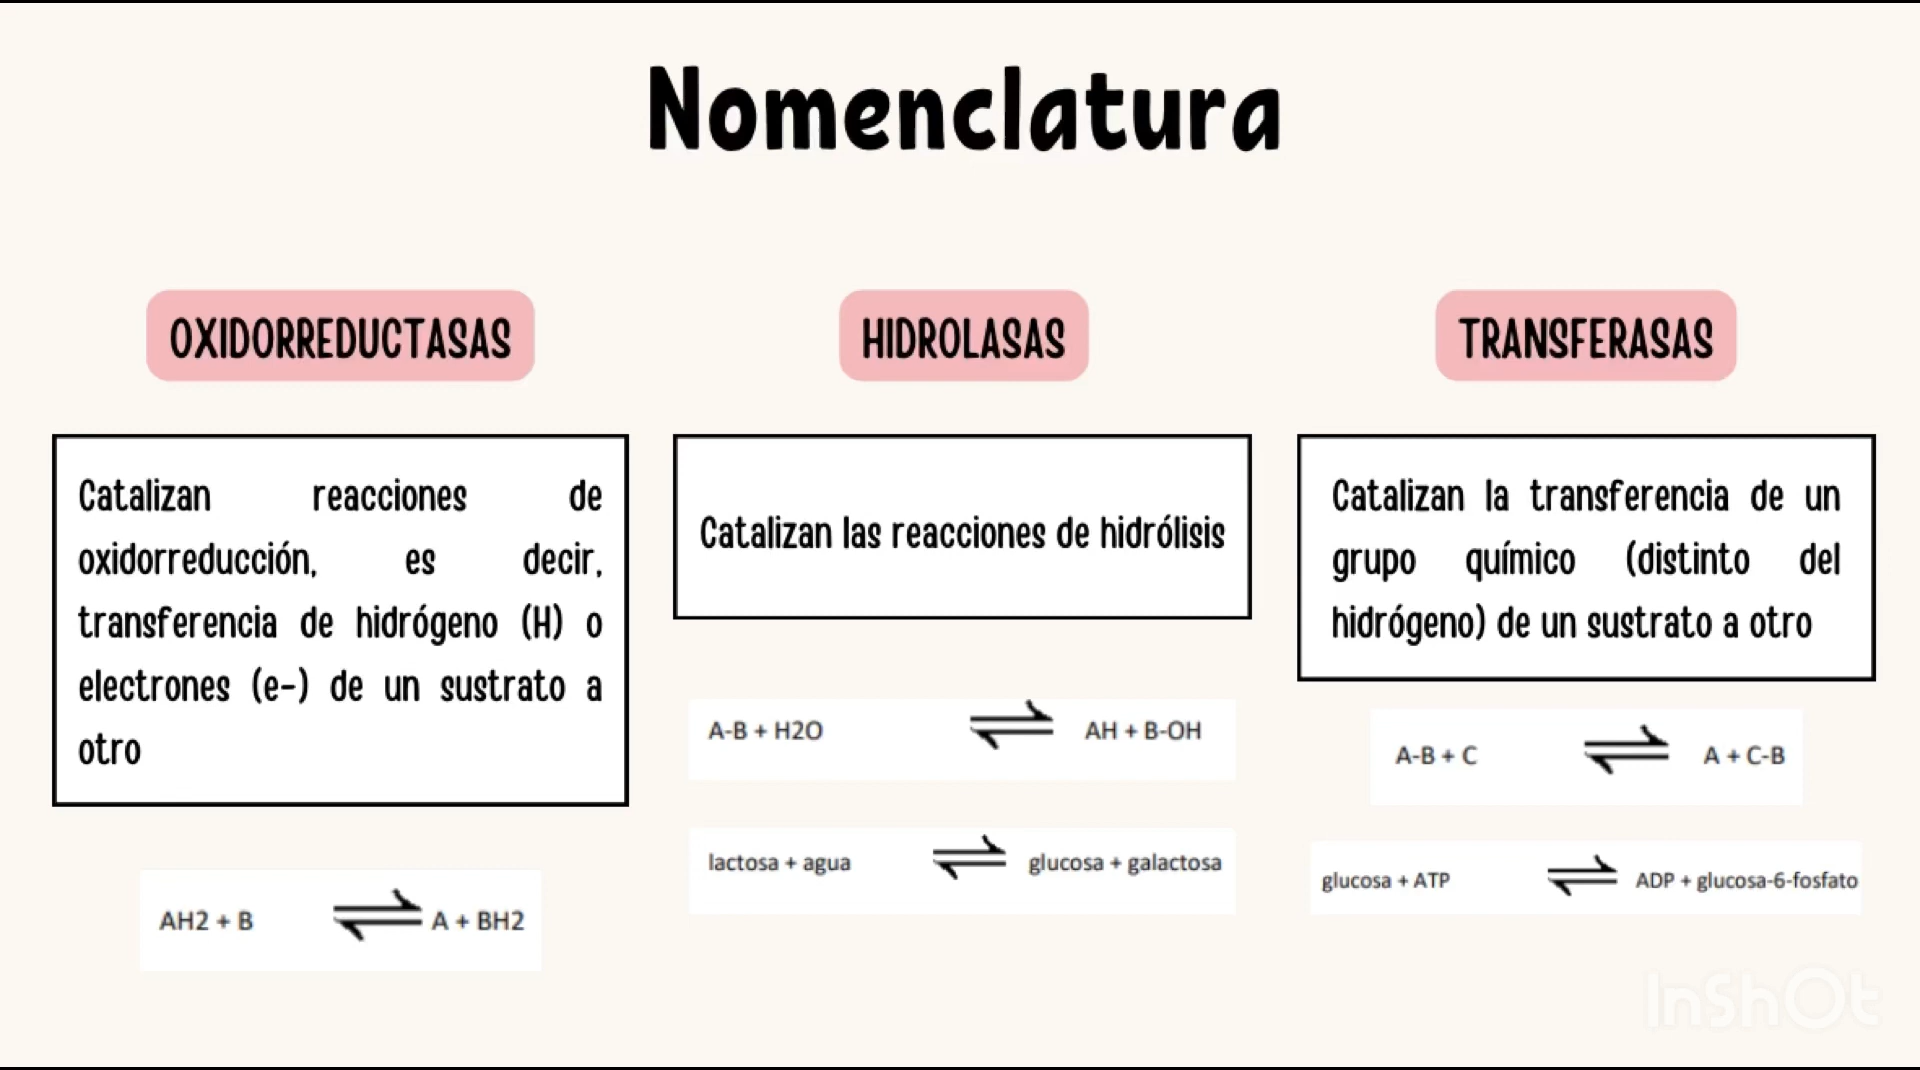 Nomenclatura
OXIDORREDUCTASAS
Catalizan reacciones de
oxidorreducción, es decir,
transferencia de hidrógeno (H) o
electrones (e-) de un sustrato a
otro
AH2 + B ⇌ A + BH2
HIDROLASAS
Catalizan las reacciones de hidrólisis
A-B + H2O ⇌ AH + B-OH
lactosa + agua ⇌ glucosa + galactosa
TRANSFERASAS
Catalizan la transferencia de un
grupo químico (distinto del
hidrógeno) de un sustrato a otro
A-B + C ⇌ A + C-B
glucosa + ATP ⇌ ADP + glucosa-6-fosfato
InShOt